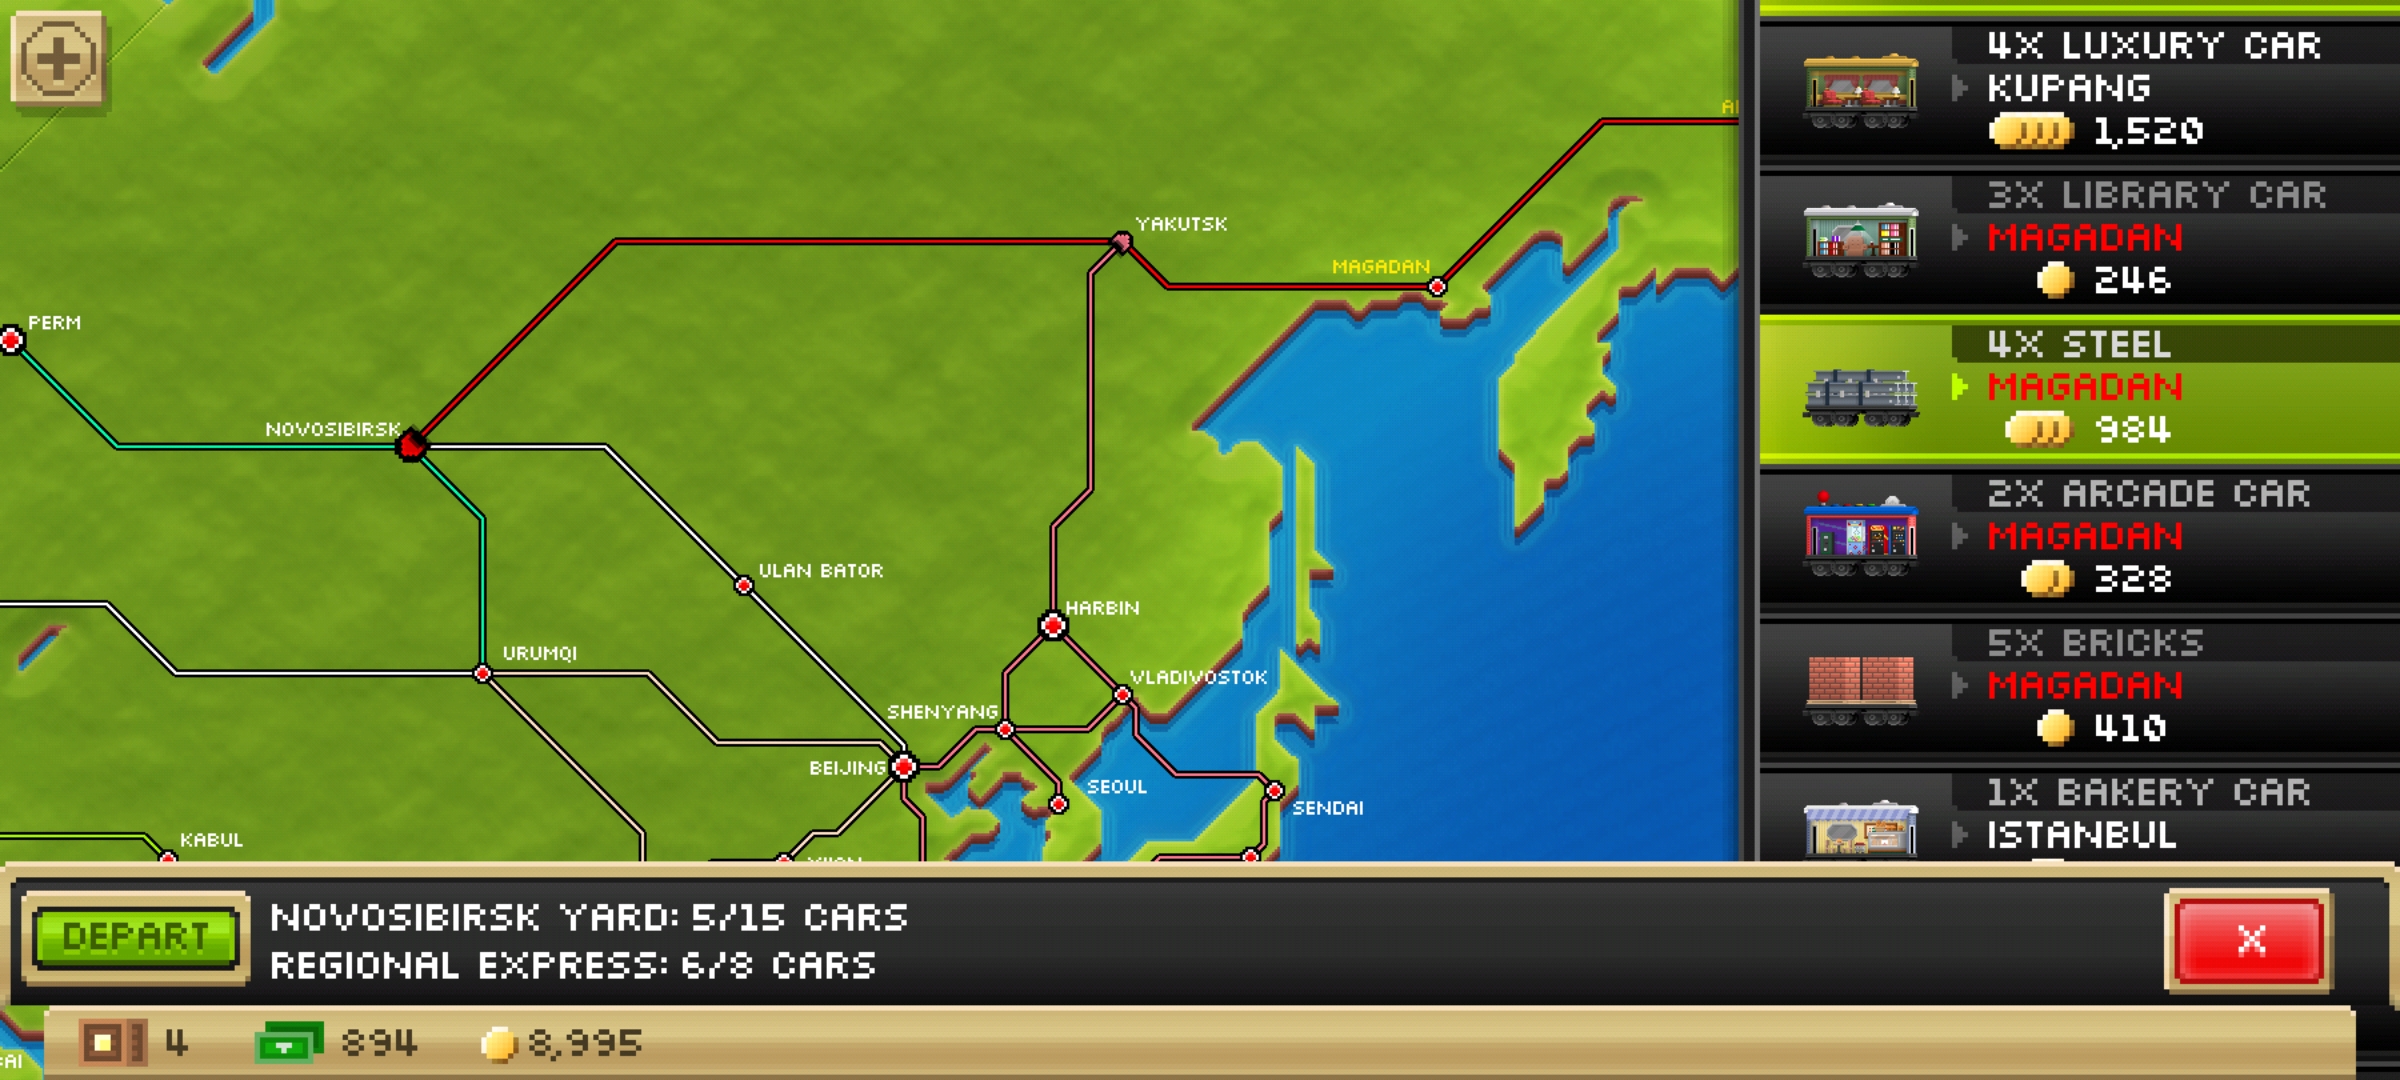 YAKUTSK
MAGADAN
PERM
NOVOSIBIRSK
ULAN BATOR
HARBIN
URUMQI
VLADIVOSTOK
SHENYANG
BEIJING
SEOUL
SENDAI
KABUL
4X LUXURY CAR
KUPANG
1,520
3X LIBRARY CAR
MAGADAN
246
4X STEEL
MAGADAN
984
2X ARCADE CAR
MAGADAN
328
5X BRICKS
MAGADAN
410
1X BAKERY CAR
ISTANBUL
DEPART
NOVOSIBIRSK YARD: 5/15 CARS
REGIONAL EXPRESS: 6/8 CARS
X
4
894
8,995